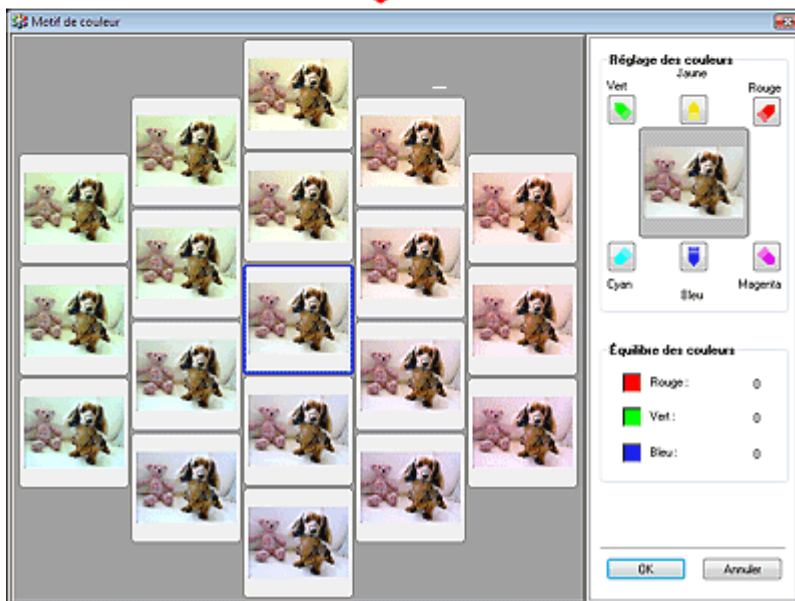 Motif de couleur
Réglage des couleurs
Jaune
Vert
Rouge
Cyan
Bleu
Magenta
Équilibre des couleurs
Rouge : 0
Vert : 0
Bleu : 0
OK
Annuler